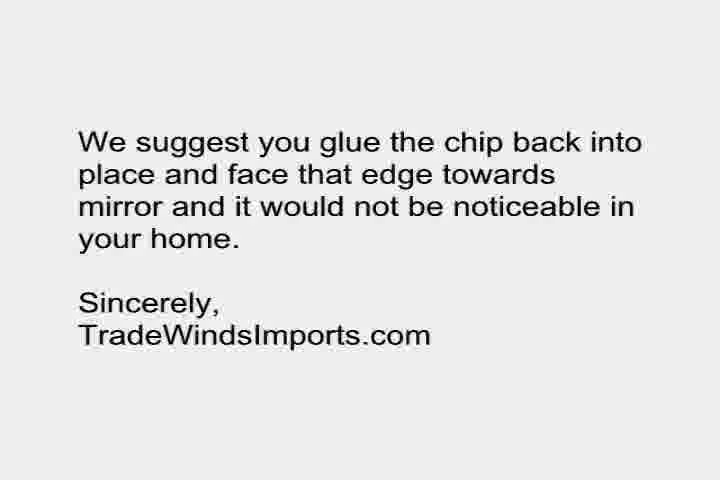 We suggest you glue the chip back into
place and face that edge towards
mirror and it would not be noticeable in
your home.
Sincerely,
TradeWindsImports.com